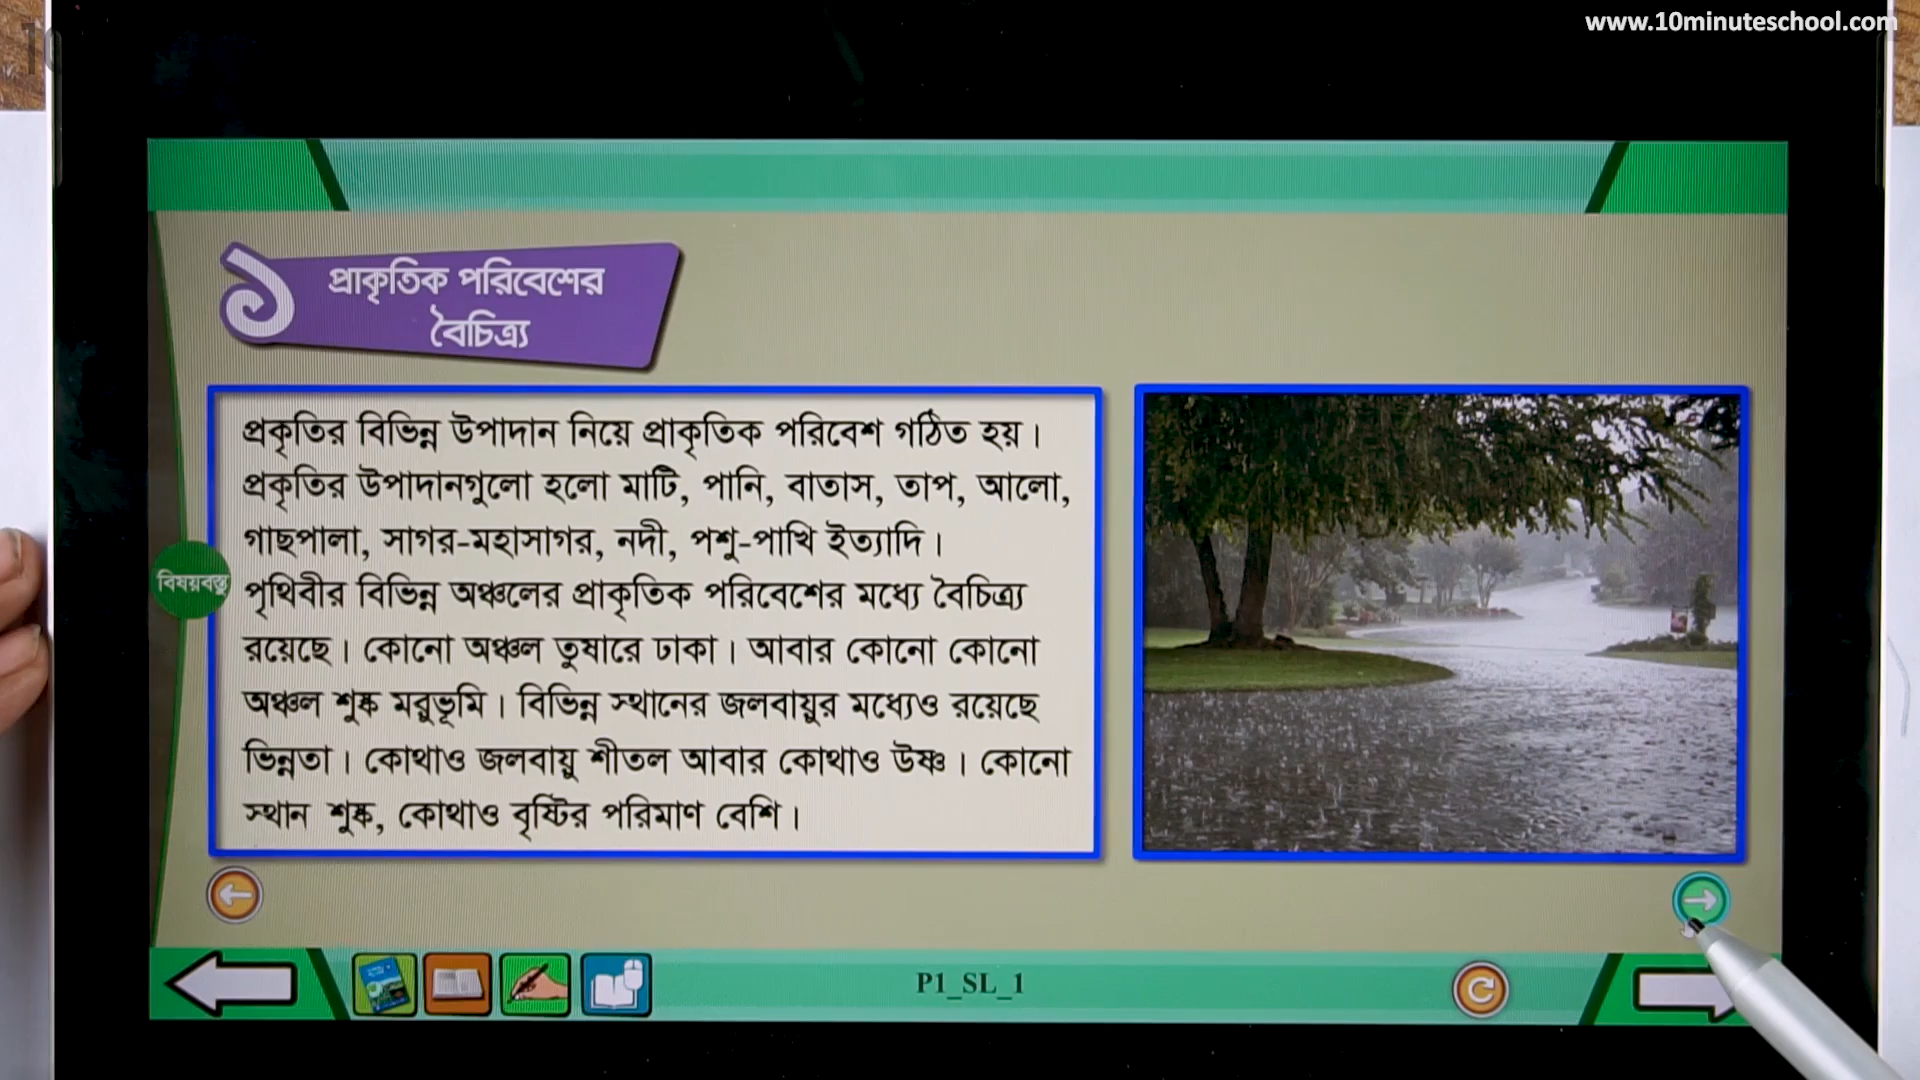 www.10minuteschool.com
১ প্রাকৃতিক পরিবেশের
বৈচিত্র্য
প্রকৃতির বিভিন্ন উপাদান নিয়ে প্রাকৃতিক পরিবেশ গঠিত হয়।
প্রকৃতির উপাদানগুলো হলো মাটি, পানি, বাতাস, তাপ, আলো,
গাছপালা, সাগর-মহাসাগর, নদী, পশু-পাখি ইত্যাদি।
বিষয়বস্তু
পৃথিবীর বিভিন্ন অঞ্চলের প্রাকৃতিক পরিবেশের মধ্যে বৈচিত্র্য
রয়েছে। কোনো অঞ্চল তুষারে ঢাকা। আবার কোনো কোনো
অঞ্চল শুষ্ক মরুভূমি। বিভিন্ন স্থানের জলবায়ুর মধ্যেও রয়েছে
ভিন্নতা। কোথাও জলবায়ু শীতল আবার কোথাও উষ্ণ। কোনো
স্থান শুষ্ক, কোথাও বৃষ্টির পরিমাণ বেশি।
P1_SL_1